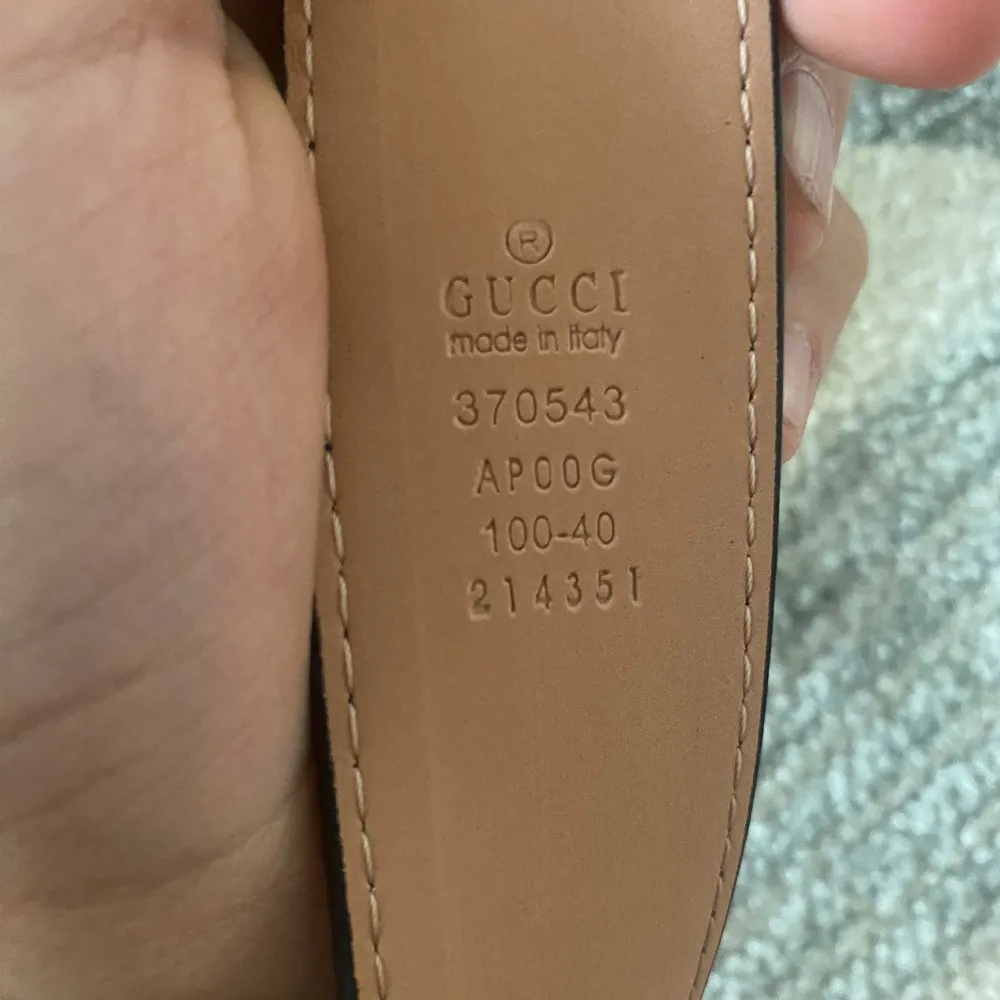 ®
GUCCI
made in Italy
370543
AP00G
100-40
214351